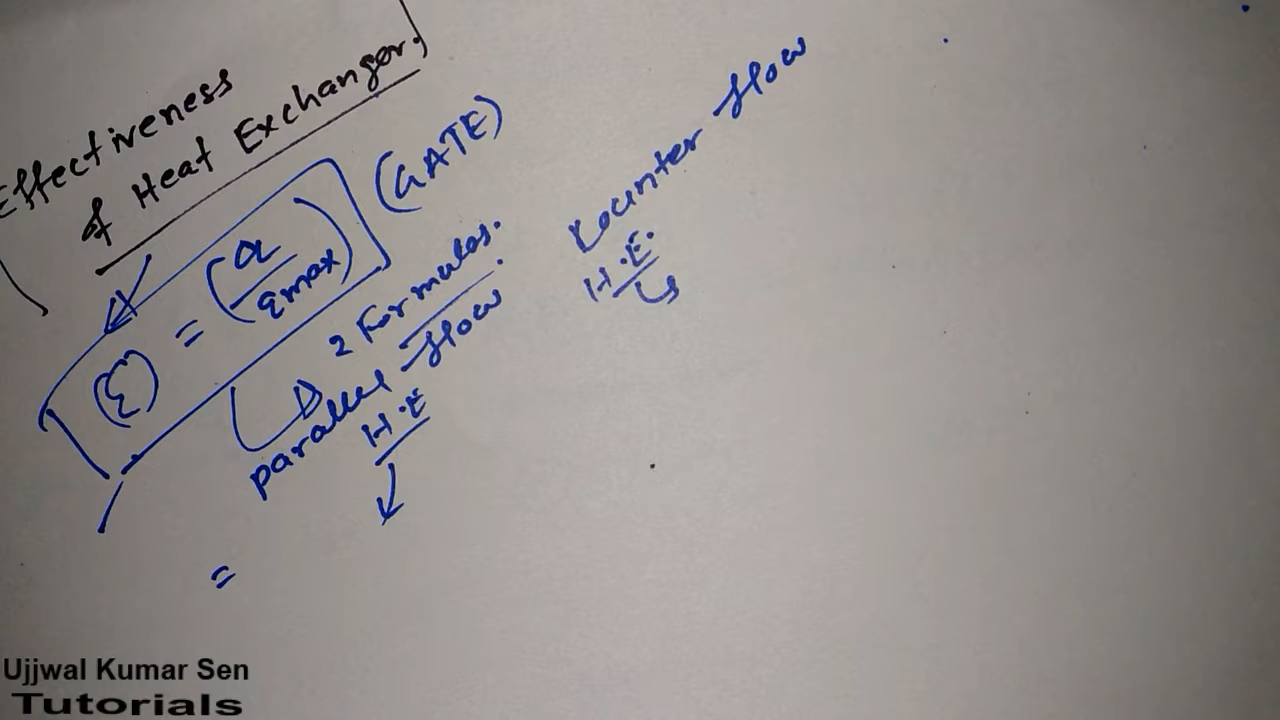 Effectiveness
of Heat Exchanger.
(ε) = (q/qmax) (GATE)
2 Formulas.
parallel flow
H.E
=
Counter flow
H.E.
Ujjwal Kumar Sen
Tutorials